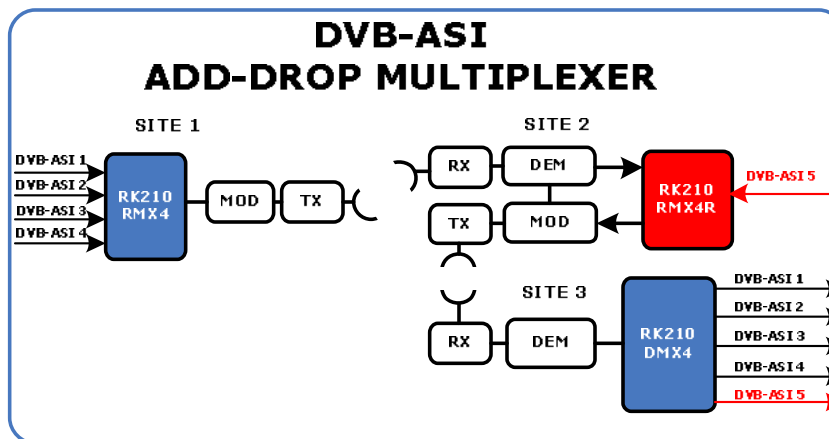 DVB-ASI
ADD-DROP MULTIPLEXER
SITE 1
DVB-ASI 1
DVB-ASI 2
DVB-ASI 3
DVB-ASI 4
RK210
RMX4
MOD
TX
SITE 2
RX
DEM
RK210
RMX4R
DVB-ASI 5
TX
MOD
SITE 3
RX
DEM
RK210
DMX4
DVB-ASI 1
DVB-ASI 2
DVB-ASI 3
DVB-ASI 4
DVB-ASI 5